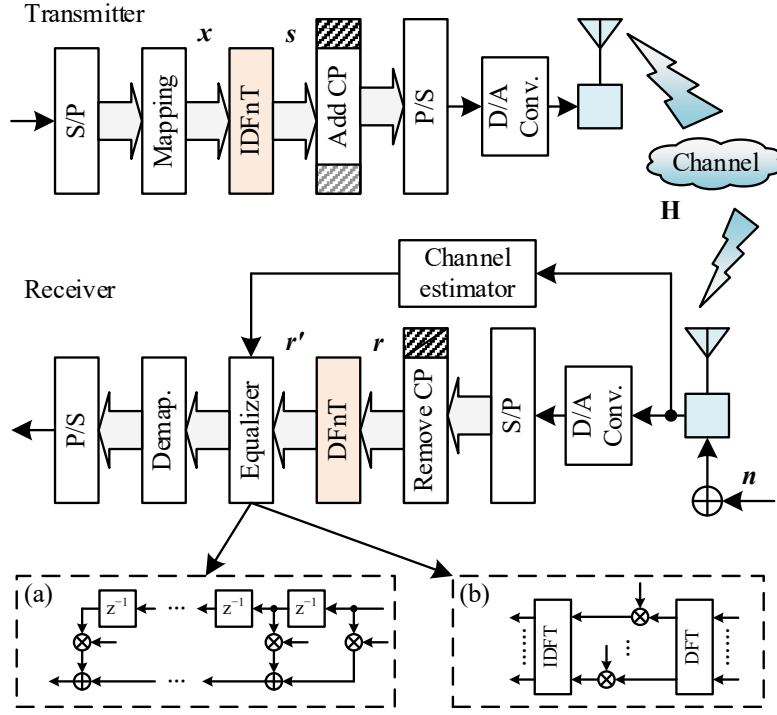 Transmitter
x
s
S/P
Mapping
IDFnT
Add CP
P/S
D/A
Conv.
Channel
H
Receiver
Channel
estimator
r'
r
P/S
Demap.
Equalizer
DFnT
Remove CP
S/P
D/A
Conv.
n
(a)
z⁻¹
...
z⁻¹
z⁻¹
...
(b)
IDFT
...
DFT